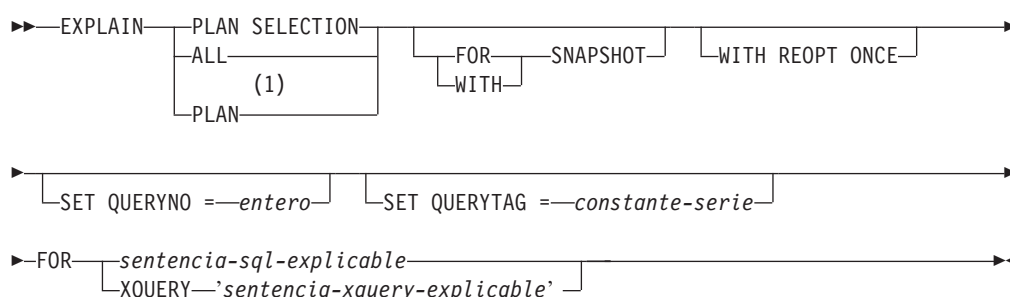 EXPLAIN PLAN SELECTION
ALL FOR SNAPSHOT WITH REOPT ONCE
(1) WITH
PLAN
SET QUERYNO = entero SET QUERYTAG = constante-serie
FOR sentencia-sql-explicable
XQUERY 'sentencia-xquery-explicable'